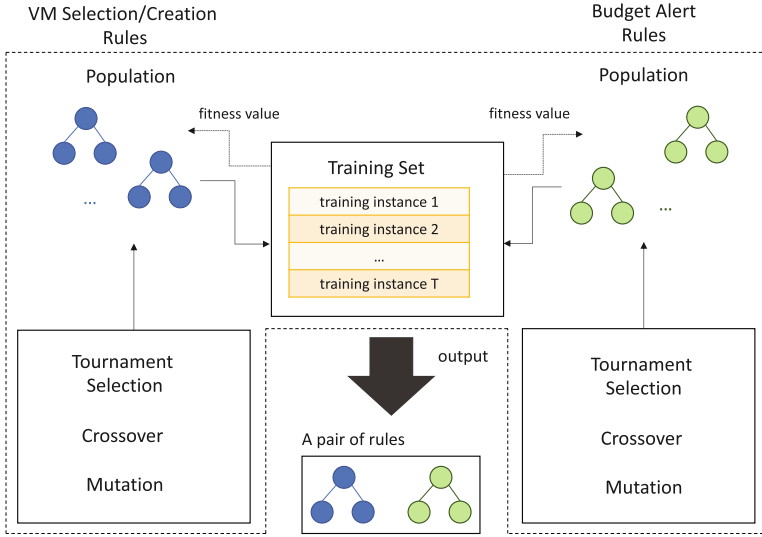 VM Selection/Creation
Rules
Budget Alert
Rules
Population
Population
fitness value
fitness value
Training Set
training instance 1
training instance 2
...
training instance T
...
...
Tournament
Selection
Crossover
Mutation
output
A pair of rules
Tournament
Selection
Crossover
Mutation